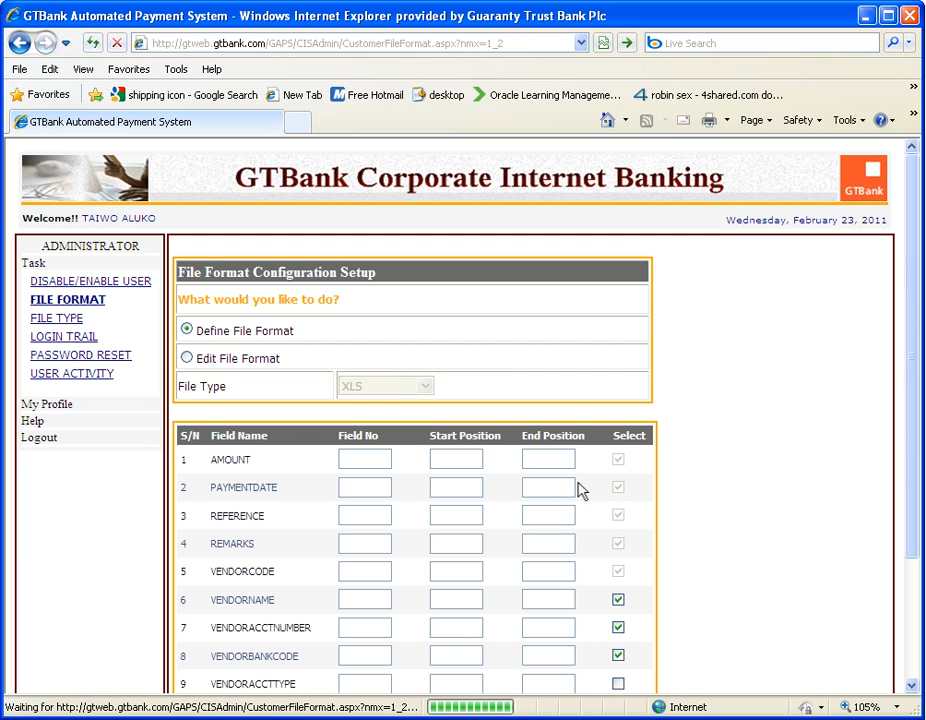 GTBank Automated Payment System - Windows Internet Explorer provided by Guaranty Trust Bank Plc
http://gtweb.gtbank.com/GAPS/CISAdmin/CustomerFileFormat.aspx?nmx=1_2
Live Search
File Edit View Favorites Tools Help
Favorites shipping icon - Google Search New Tab Free Hotmail desktop Oracle Learning Manageme... robin sex - 4shared.com do...
GTBank Automated Payment System
Page Safety Tools
GTBank Corporate Internet Banking
GTBank
Welcome!! TAIWO ALUKO
Wednesday, February 23, 2011
ADMINISTRATOR
Task
DISABLE/ENABLE USER
FILE FORMAT
FILE TYPE
LOGIN TRAIL
PASSWORD RESET
USER ACTIVITY
My Profile
Help
Logout
File Format Configuration Setup
What would you like to do?
Define File Format
Edit File Format
File Type XLS
S/N Field Name Field No Start Position End Position Select
1 AMOUNT
2 PAYMENTDATE
3 REFERENCE
4 REMARKS
5 VENDORCODE
6 VENDORNAME
7 VENDORACCTNUMBER
8 VENDORBANKCODE
9 VENDORACCTTYPE
Waiting for http://gtweb.gtbank.com/GAPS/CISAdmin/CustomerFileFormat.aspx?nmx=1_2... Internet 105%